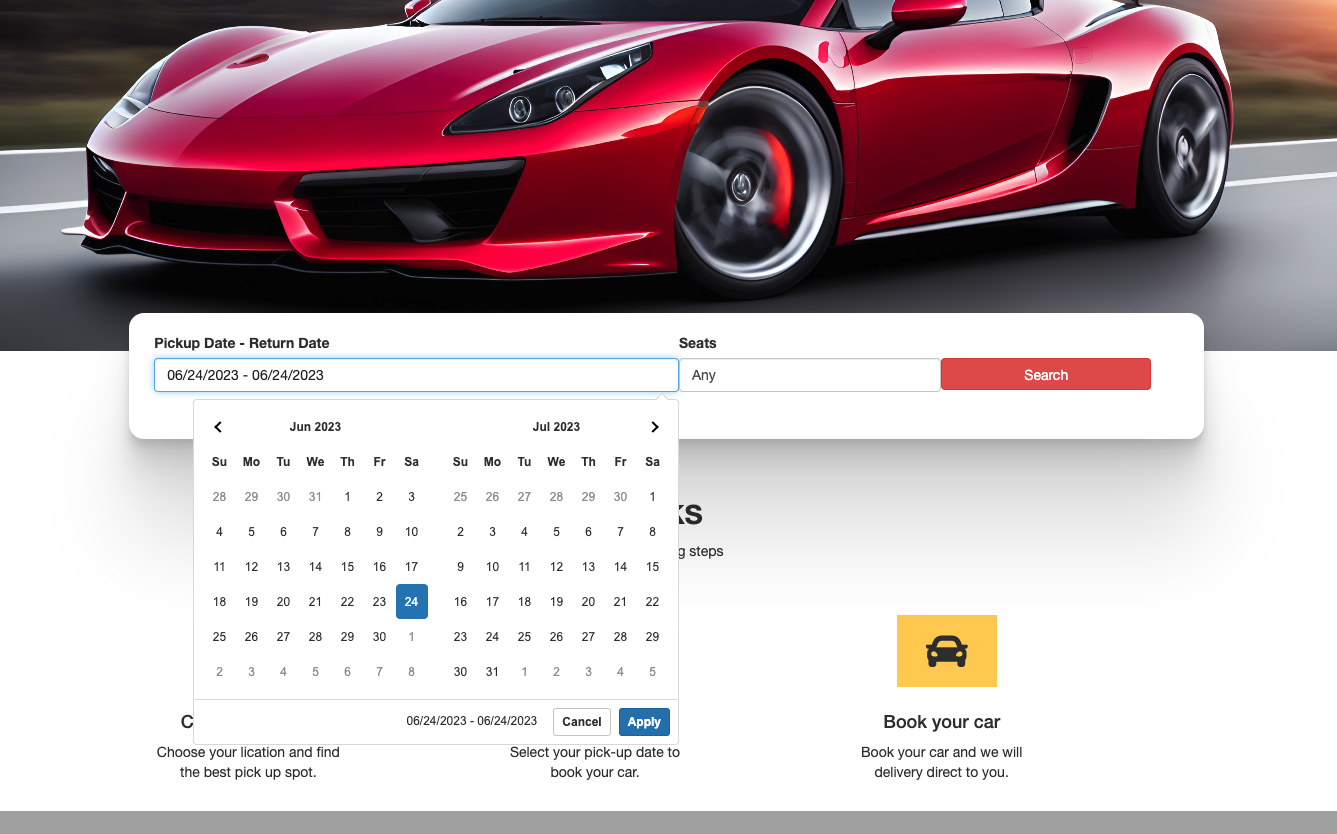 Pickup Date - Return Date
Seats
06/24/2023 - 06/24/2023
Any
Search
Jun 2023
Su Mo Tu We Th Fr Sa
28 29 30 31 1 2 3
4 5 6 7 8 9 10
11 12 13 14 15 16 17
18 19 20 21 22 23 24
25 26 27 28 29 30 1
2 3 4 5 6 7 8
Jul 2023
Su Mo Tu We Th Fr Sa
25 26 27 28 29 30 1
2 3 4 5 6 7 8
9 10 11 12 13 14 15
16 17 18 19 20 21 22
23 24 25 26 27 28 29
30 31 1 2 3 4 5
06/24/2023 - 06/24/2023
Cancel
Apply
steps
Choose your lication and find
the best pick up spot.
Select your pick-up date to
book your car.
Book your car
Book your car and we will
delivery direct to you.